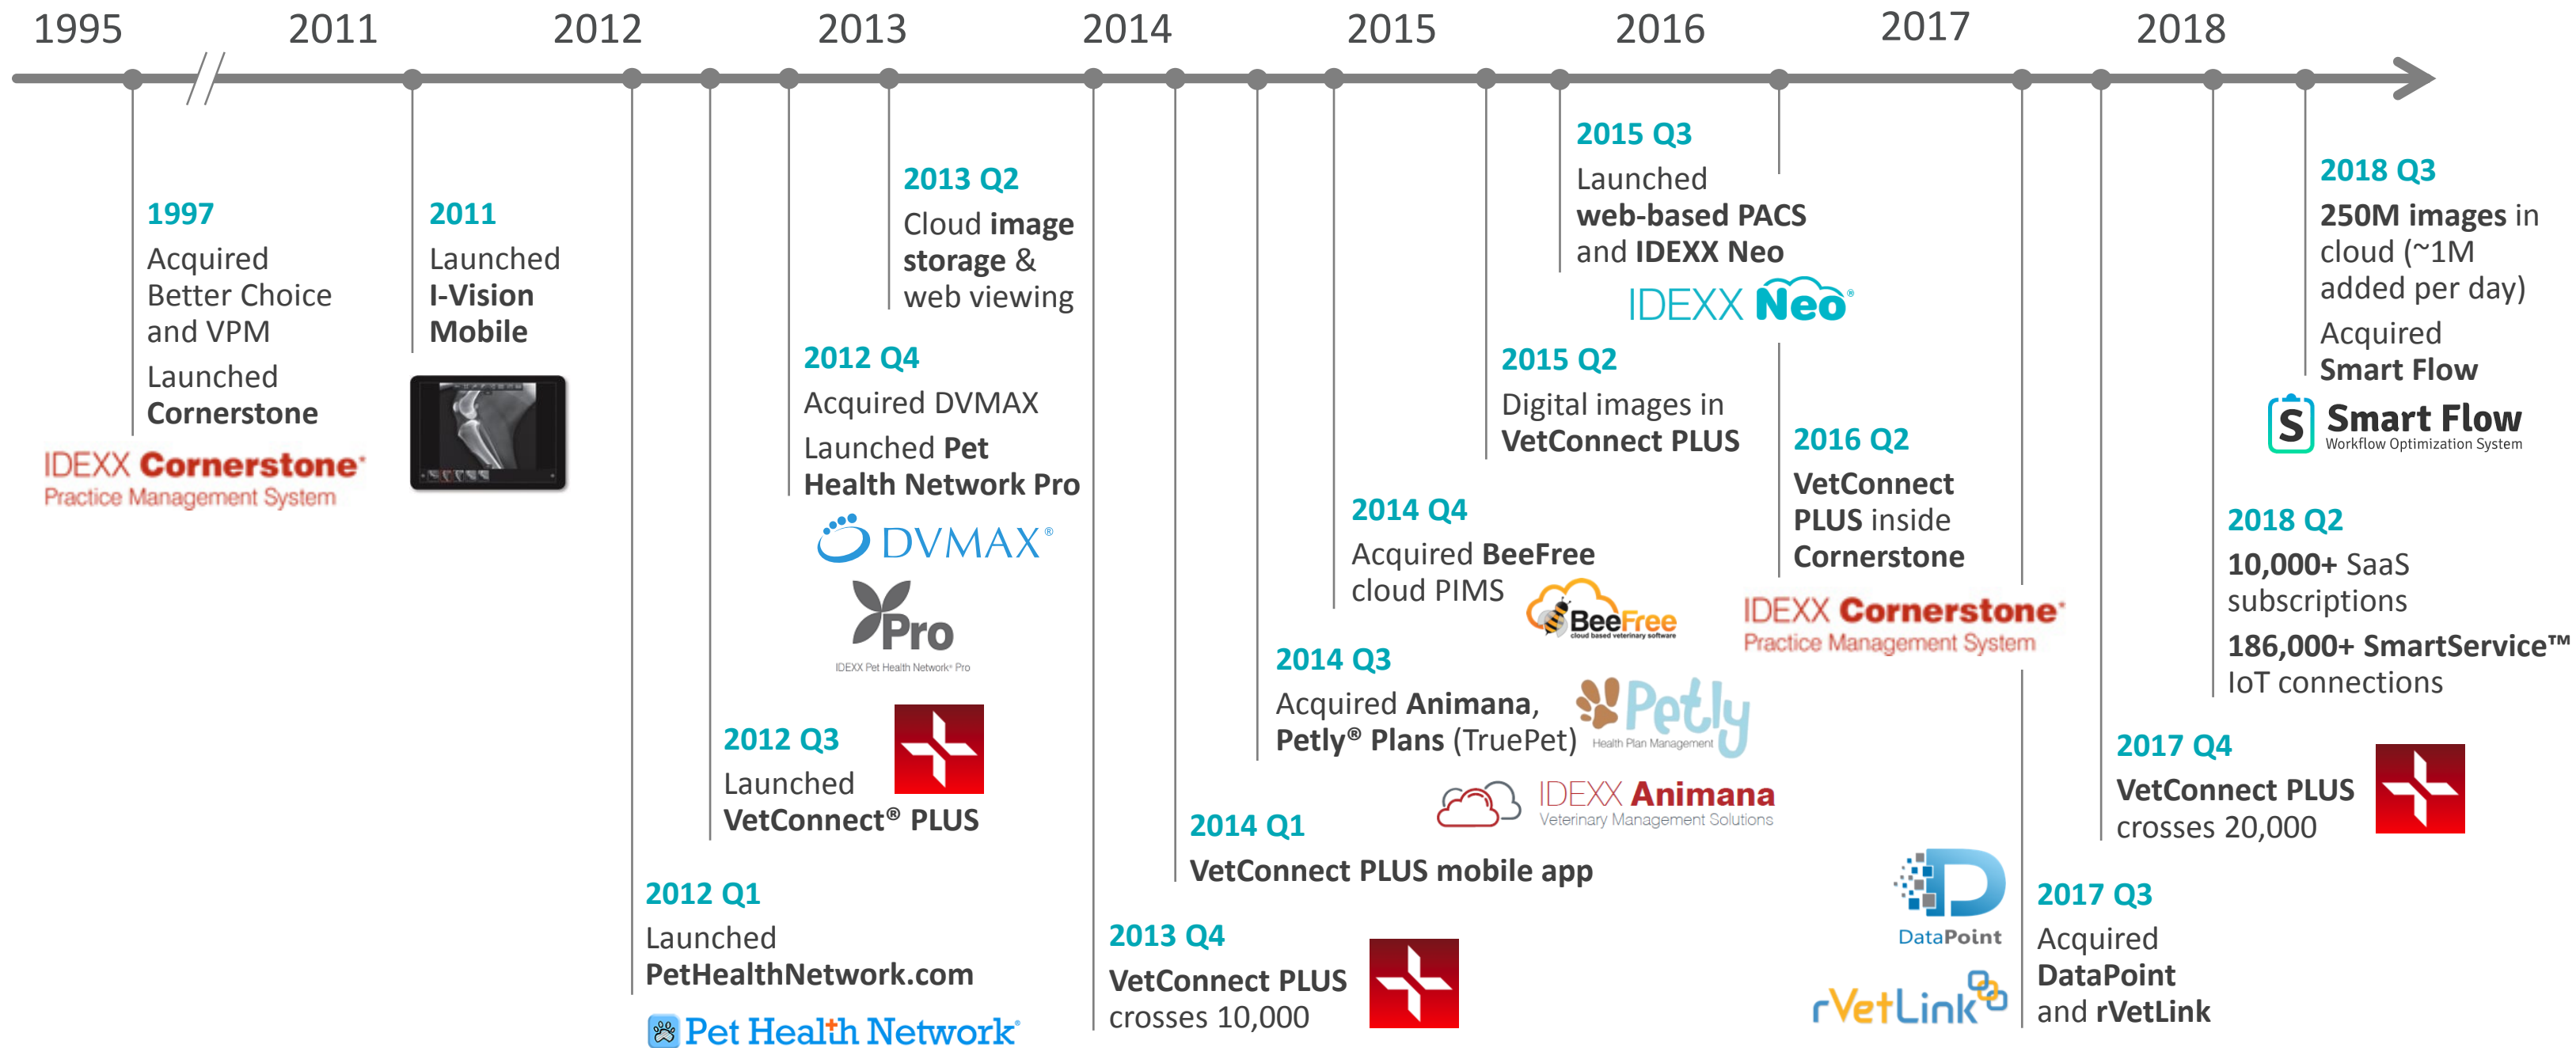 1995
2011
2012
2013
2014
2015
2016
2017
2018
1997
Acquired
Better Choice
and VPM
Launched
Cornerstone
IDEXX Cornerstone*
Practice Management System
2011
Launched
I-Vision
Mobile
2012 Q1
Launched
PetHealthNetwork.com
Pet Health Network®
2012 Q3
Launched
VetConnect® PLUS
2012 Q4
Acquired DVMAX
Launched Pet
Health Network Pro
DVMAX®
Pro
IDEXX Pet Health Network® Pro
2013 Q2
Cloud image
storage &
web viewing
2013 Q4
VetConnect PLUS
crosses 10,000
2014 Q1
VetConnect PLUS mobile app
2014 Q3
Acquired Animana,
Petly® Plans (TruePet)
Petly
Health Plan Management
IDEXX Animana
Veterinary Management Solutions
2014 Q4
Acquired BeeFree
cloud PIMS
BeeFree
cloud based veterinary software
2015 Q2
Digital images in
VetConnect PLUS
2015 Q3
Launched
web-based PACS
and IDEXX Neo
IDEXX Neo®
2016 Q2
VetConnect
PLUS inside
Cornerstone
IDEXX Cornerstone*
Practice Management System
2017 Q3
Acquired
DataPoint
and rVetLink
DataPoint
rVetLink
2017 Q4
VetConnect PLUS
crosses 20,000
2018 Q2
10,000+ SaaS
subscriptions
186,000+ SmartService™
IoT connections
2018 Q3
250M images in
cloud (~1M
added per day)
Acquired
Smart Flow
S
Smart Flow
Workflow Optimization System